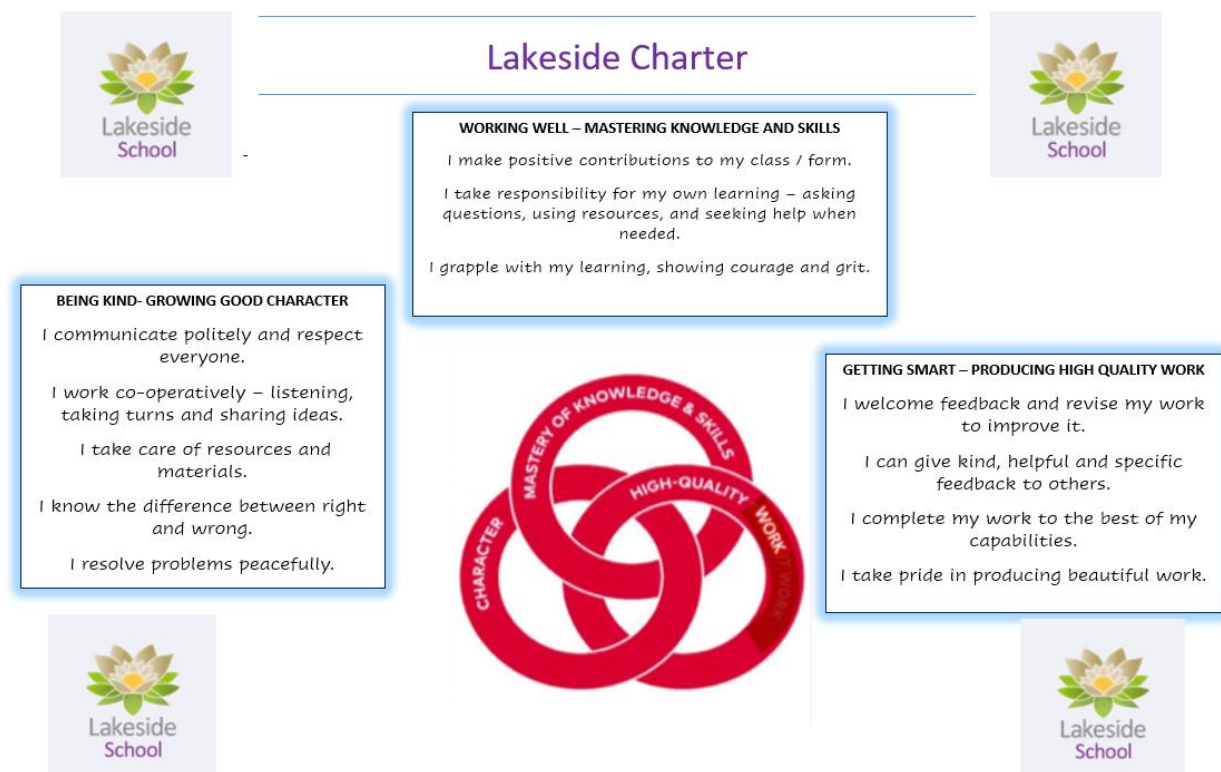 Lakeside
School
Lakeside Charter
Lakeside
School
-
WORKING WELL – MASTERING KNOWLEDGE AND SKILLS
I make positive contributions to my class / form.
I take responsibility for my own learning – asking
questions, using resources, and seeking help when
needed.
I grapple with my learning, showing courage and grit.
BEING KIND- GROWING GOOD CHARACTER
I communicate politely and respect
everyone.
I work co-operatively – listening,
taking turns and sharing ideas.
I take care of resources and
materials.
I know the difference between right
and wrong.
I resolve problems peacefully.
MASTERY OF KNOWLEDGE & SKILLS
CHARACTER
HIGH-QUALITY WORK
WORK
GETTING SMART – PRODUCING HIGH QUALITY WORK
I welcome feedback and revise my work
to improve it.
I can give kind, helpful and specific
feedback to others.
I complete my work to the best of my
capabilities.
I take pride in producing beautiful work.
Lakeside
School
Lakeside
School